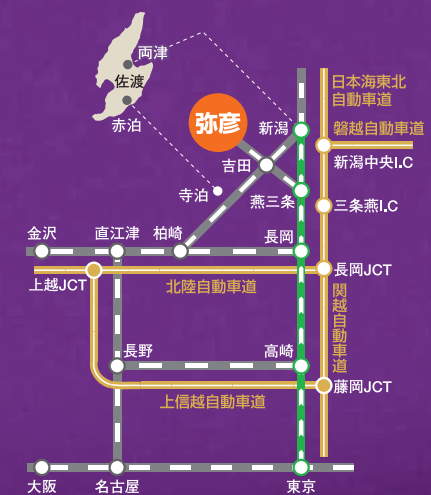 両津
佐渡
赤泊
弥彦
新潟
日本海東北
自動車道
磐越自動車道
新潟中央I.C
吉田
寺泊
燕三条
三条燕I.C
金沢
直江津
柏崎
長岡
上越JCT
北陸自動車道
長岡JCT
関越自動車道
長野
高崎
藤岡JCT
上信越自動車道
大阪
名古屋
東京